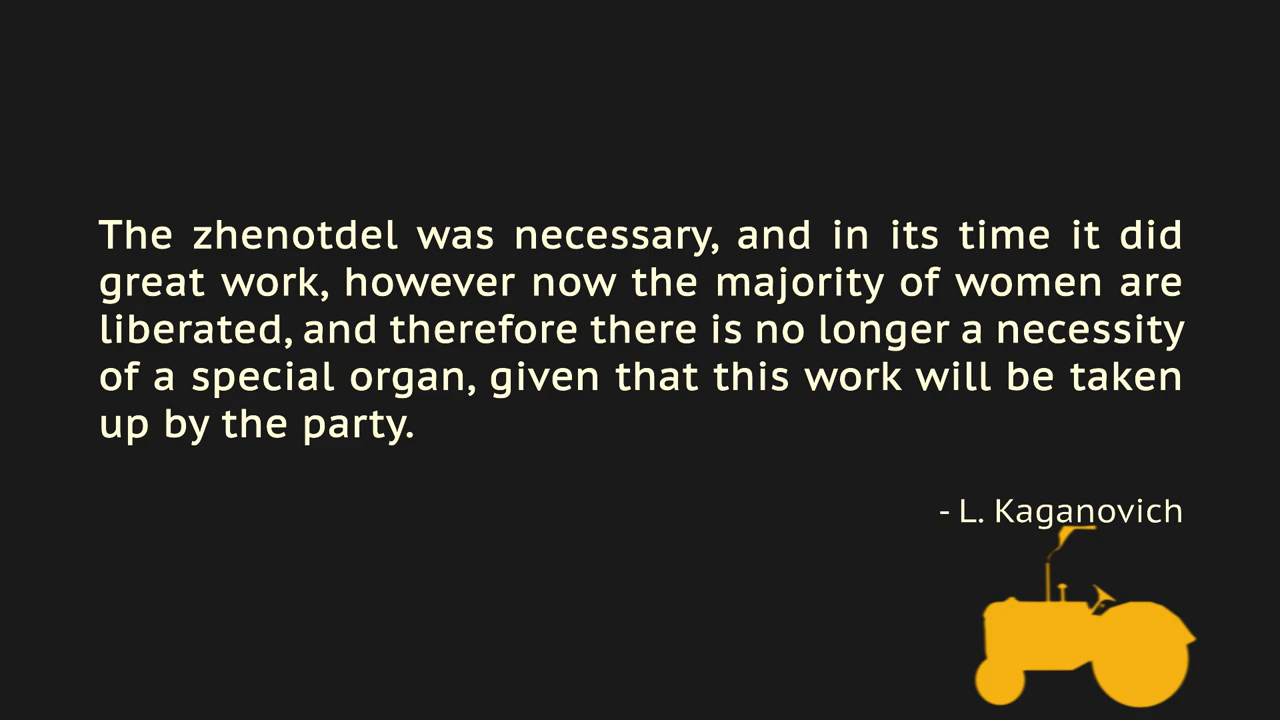 The zhenotdel was necessary, and in its time it did
great work, however now the majority of women are
liberated, and therefore there is no longer a necessity
of a special organ, given that this work will be taken
up by the party.
- L. Kaganovich